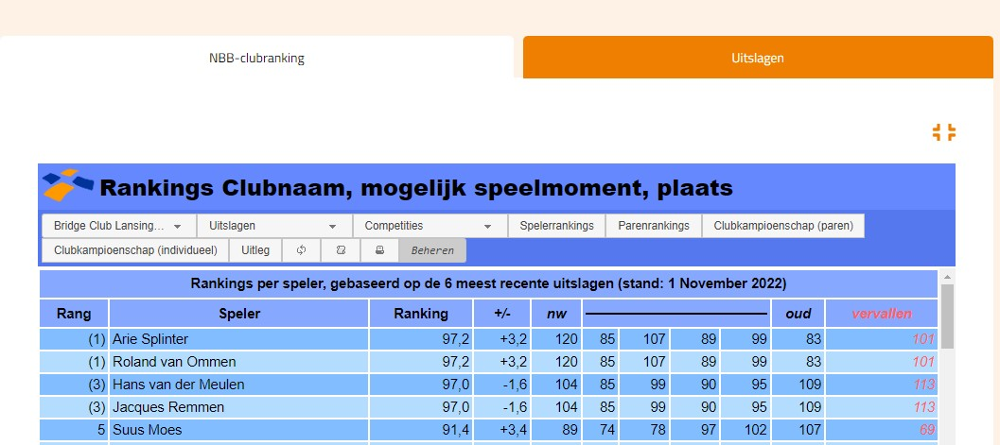 NBB-clubranking Uitslagen
Rankings Clubnaam, mogelijk speelmoment, plaats
Bridge Club Lansing... Uitslagen Competities Spelerrankings Parenrankings Clubkampioenschap (paren)
Clubkampioenschap (individueel) Uitleg Beheren
Rankings per speler, gebaseerd op de 6 meest recente uitslagen (stand: 1 November 2022)
Rang Speler Ranking +/- nw oud vervallen
(1) Arie Splinter 97,2 +3,2 120 85 107 89 99 83 101
(1) Roland van Ommen 97,2 +3,2 120 85 107 89 99 83 101
(3) Hans van der Meulen 97,0 -1,6 104 85 99 90 95 109 113
(3) Jacques Remmen 97,0 -1,6 104 85 99 90 95 109 113
5 Suus Moes 91,4 +3,4 89 74 78 97 102 107 69